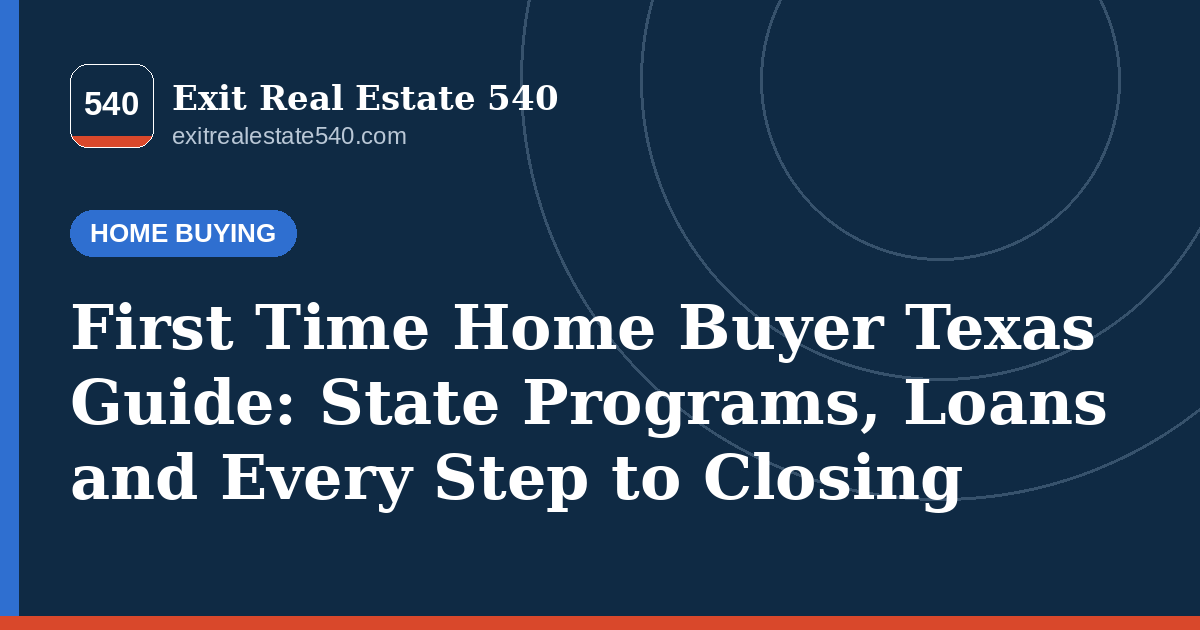 540
Exit Real Estate 540
exitrealestate540.com
HOME BUYING
First Time Home Buyer Texas
Guide: State Programs, Loans
and Every Step to Closing